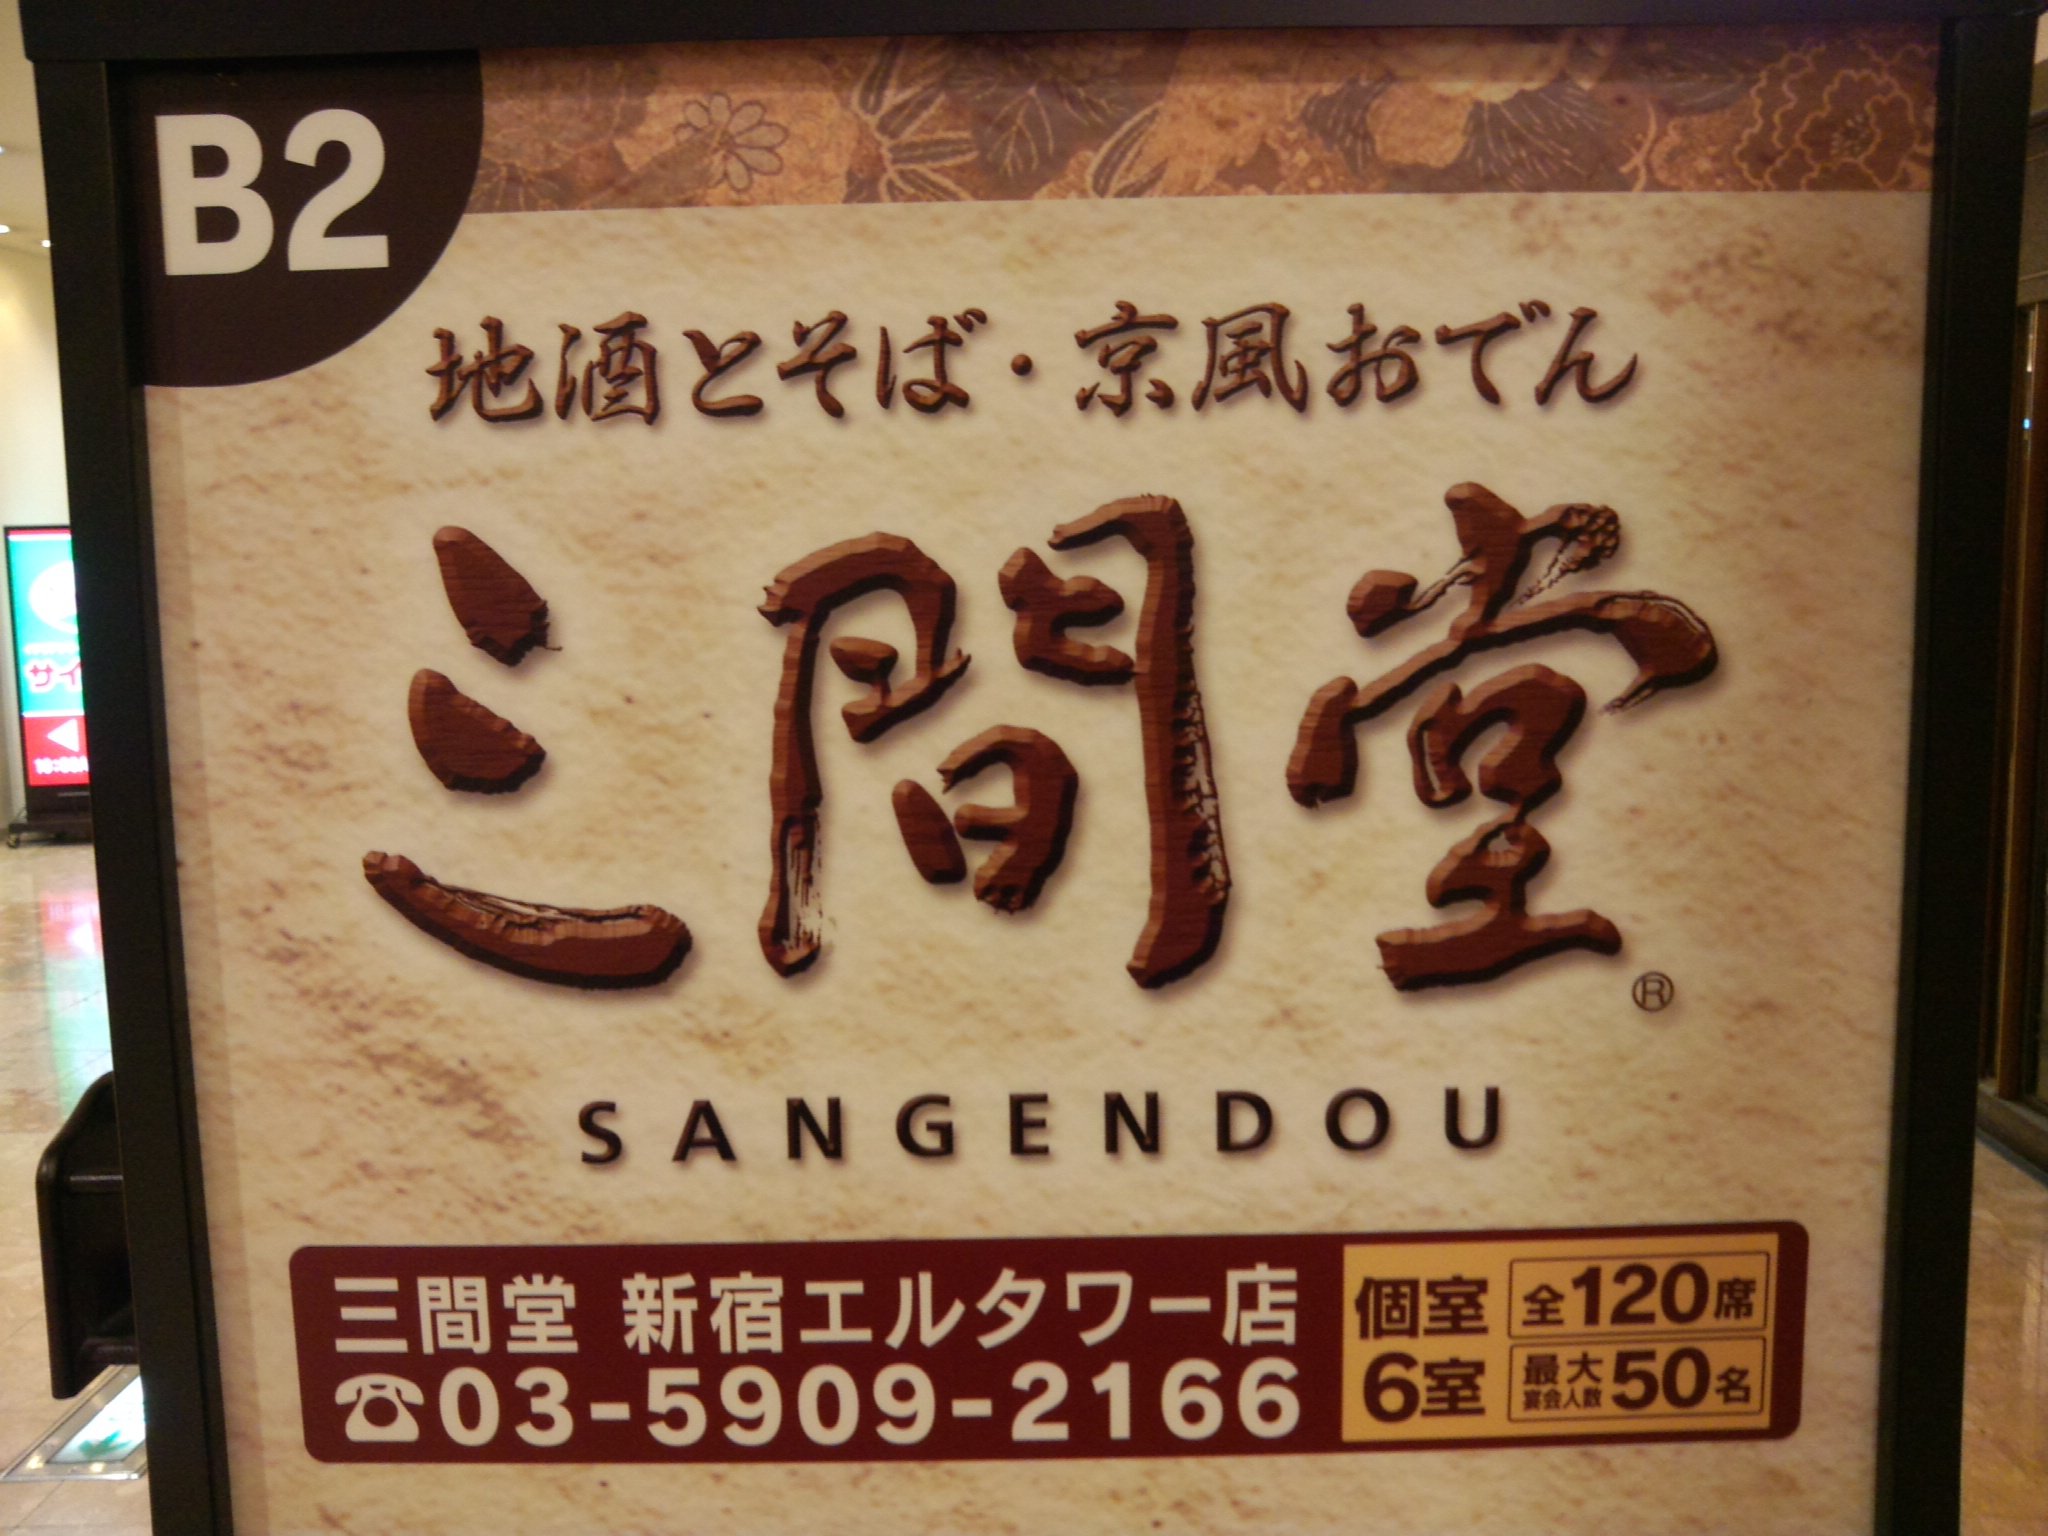 B2
地酒とそば・京風おでん
三間堂®
SANGENDOU
三間堂 新宿エルタワー店
☎03-5909-2166
個室
6室
全120席
最大
宴会人数
50名
サイ